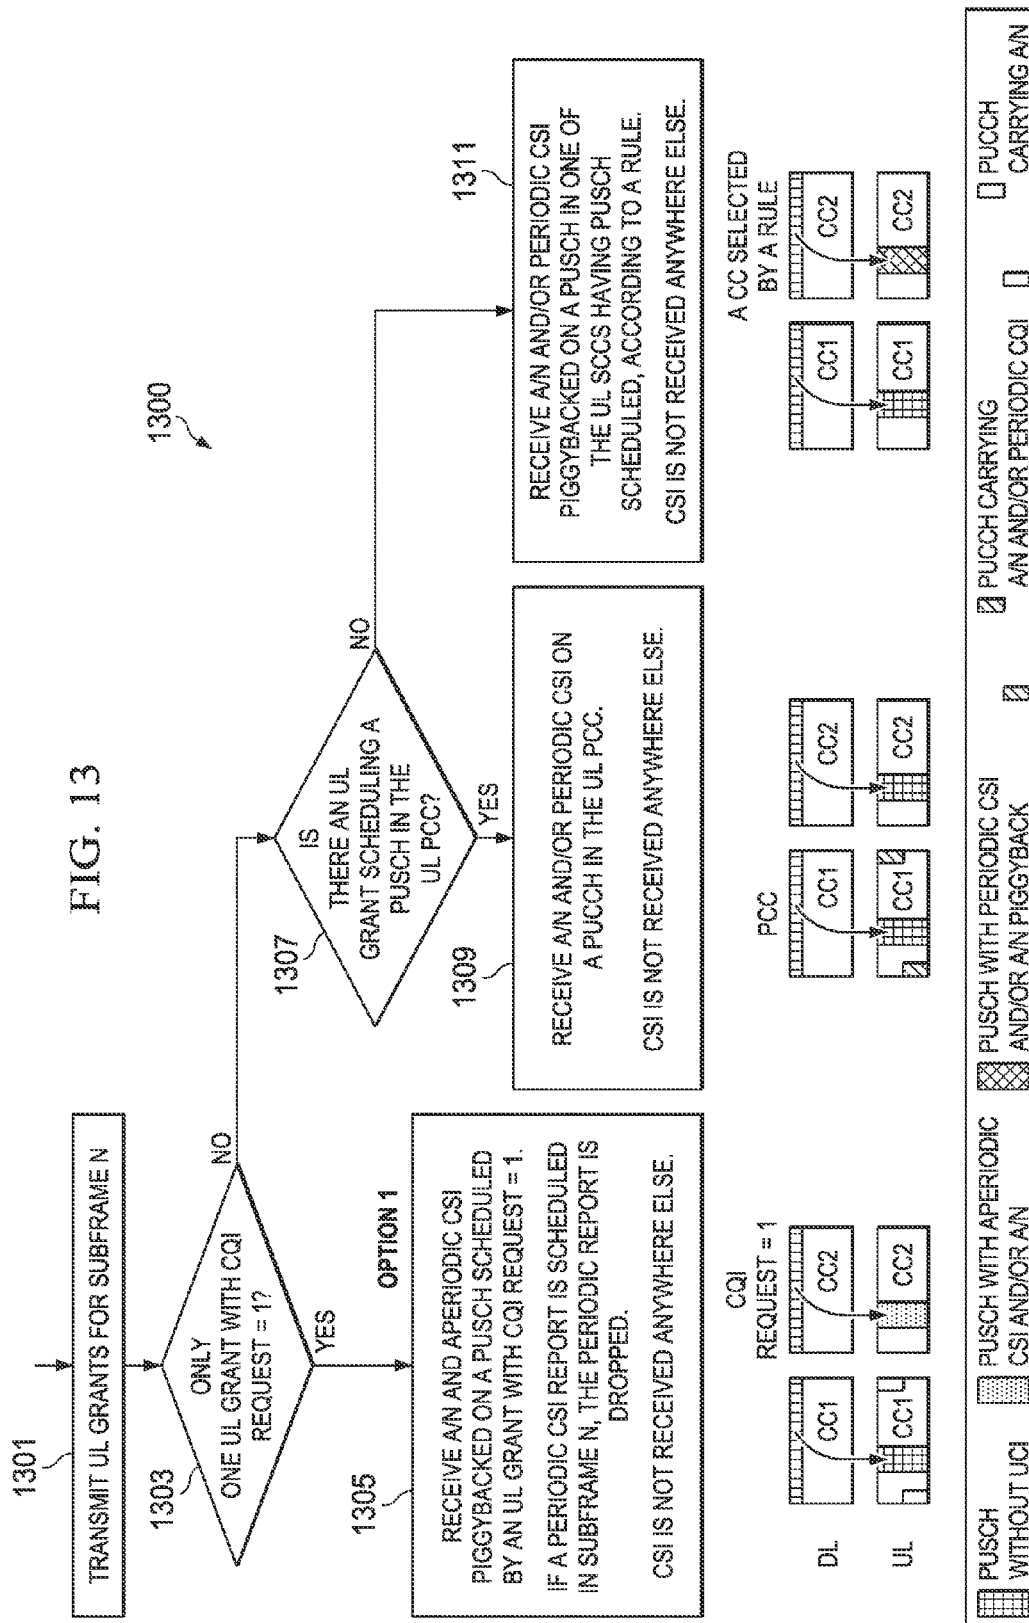 FIG. 13
1300
1301
TRANSMIT UL GRANTS FOR SUBFRAME N
1303
ONLY
ONE UL GRANT WITH CQI
REQUEST = 1?
NO
YES
1307
IS
THERE AN UL
GRANT SCHEDULING A
PUSCH IN THE
UL PCC?
NO
YES
OPTION 1
1305
RECEIVE A/N AND APERIODIC CSI
PIGGYBACKED ON A PUSCH SCHEDULED
BY AN UL GRANT WITH CQI REQUEST = 1.
IF A PERIODIC CSI REPORT IS SCHEDULED
IN SUBFRAME N, THE PERIODIC REPORT IS
DROPPED.
CSI IS NOT RECEIVED ANYWHERE ELSE.
1309
RECEIVE A/N AND/OR PERIODIC CSI ON
A PUCCH IN THE UL PCC.
CSI IS NOT RECEIVED ANYWHERE ELSE.
1311
RECEIVE A/N AND/OR PERIODIC CSI
PIGGYBACKED ON A PUSCH IN ONE OF
THE UL SCCS HAVING PUSCH
SCHEDULED, ACCORDING TO A RULE.
CSI IS NOT RECEIVED ANYWHERE ELSE.
CQI
REQUEST = 1
PCC
A CC SELECTED
BY A RULE
DL
CC1
CC2
CC1
CC2
CC1
CC2
UL
CC1
CC2
CC1
CC2
CC1
CC2
PUSCH
WITHOUT UCI
PUSCH WITH APERIODIC
CSI AND/OR A/N
PUSCH WITH PERIODIC CSI
AND/OR A/N PIGGYBACK
PUCCH CARRYING
A/N AND/OR PERIODIC CQI
PUCCH
CARRYING A/N